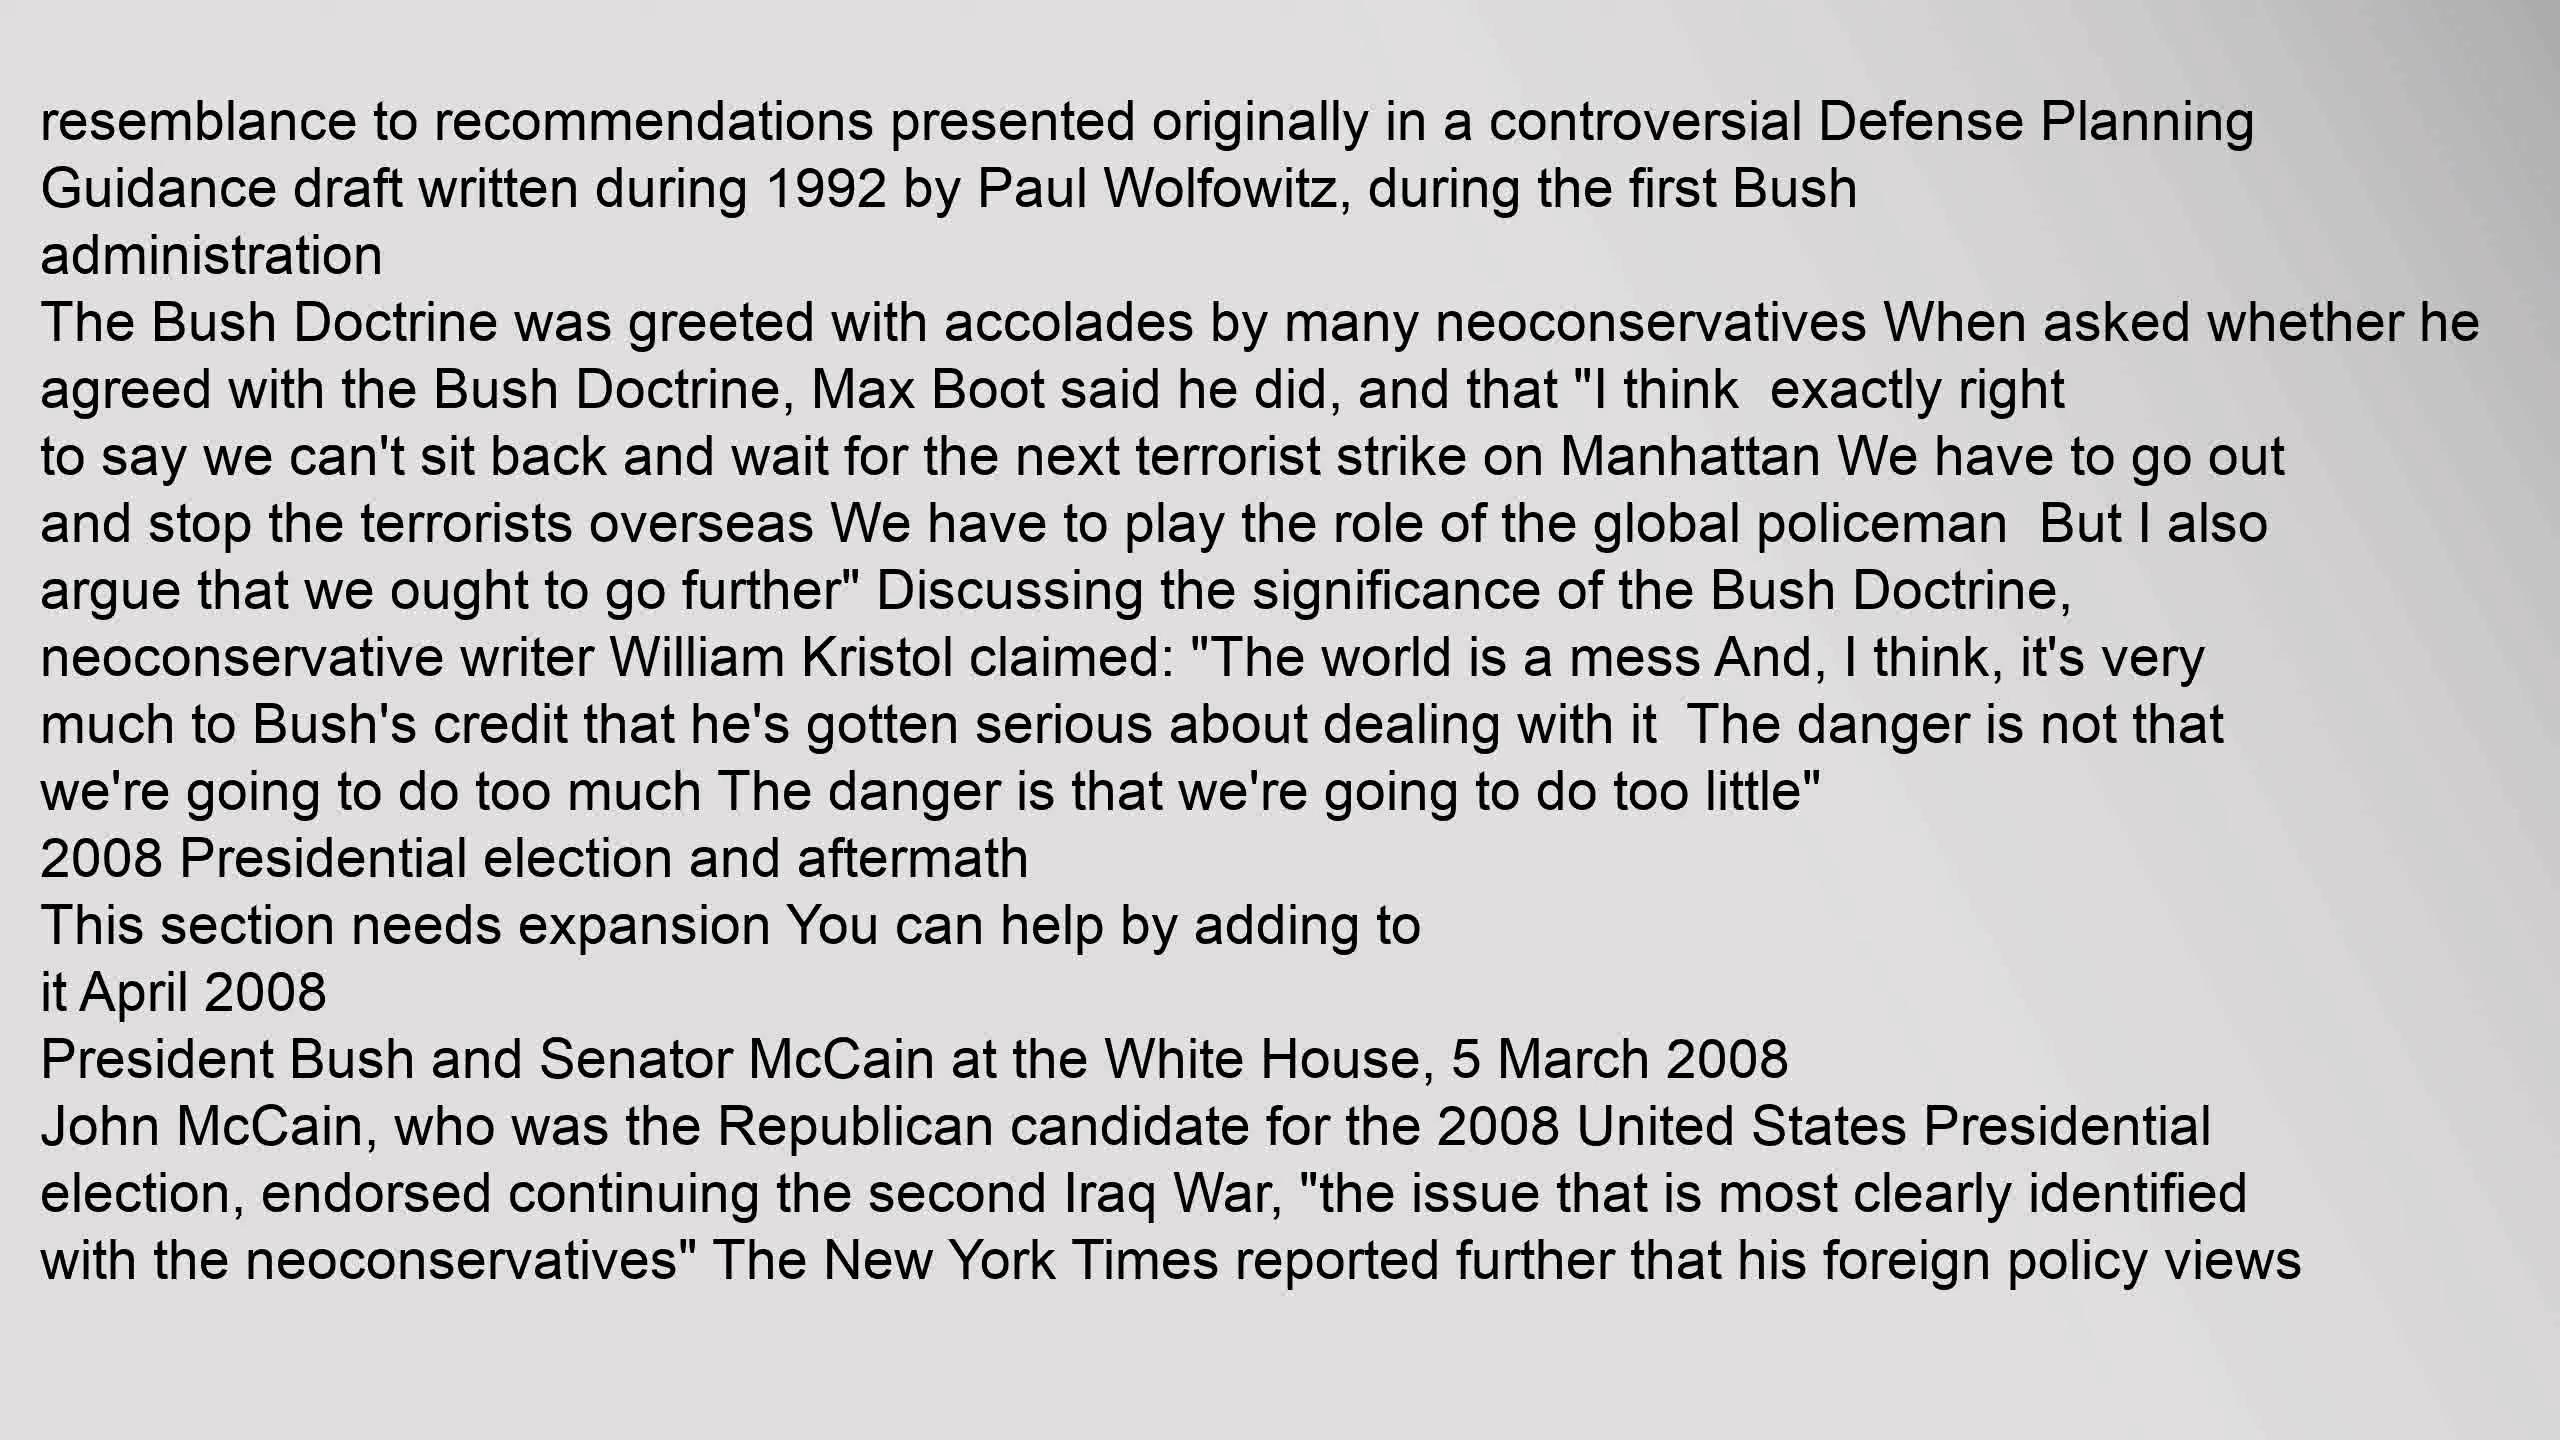 resemblance to recommendations presented originally in a controversial Defense Planning
Guidance draft written during 1992 by Paul Wolfowitz, during the first Bush
administration
The Bush Doctrine was greeted with accolades by many neoconservatives When asked whether he
agreed with the Bush Doctrine, Max Boot said he did, and that "I think  exactly right
to say we can't sit back and wait for the next terrorist strike on Manhattan We have to go out
and stop the terrorists overseas We have to play the role of the global policeman  But I also
argue that we ought to go further" Discussing the significance of the Bush Doctrine,
neoconservative writer William Kristol claimed: "The world is a mess And, I think, it's very
much to Bush's credit that he's gotten serious about dealing with it  The danger is not that
we're going to do too much The danger is that we're going to do too little"
2008 Presidential election and aftermath
This section needs expansion You can help by adding to
it April 2008
President Bush and Senator McCain at the White House, 5 March 2008
John McCain, who was the Republican candidate for the 2008 United States Presidential
election, endorsed continuing the second Iraq War, "the issue that is most clearly identified
with the neoconservatives" The New York Times reported further that his foreign policy views